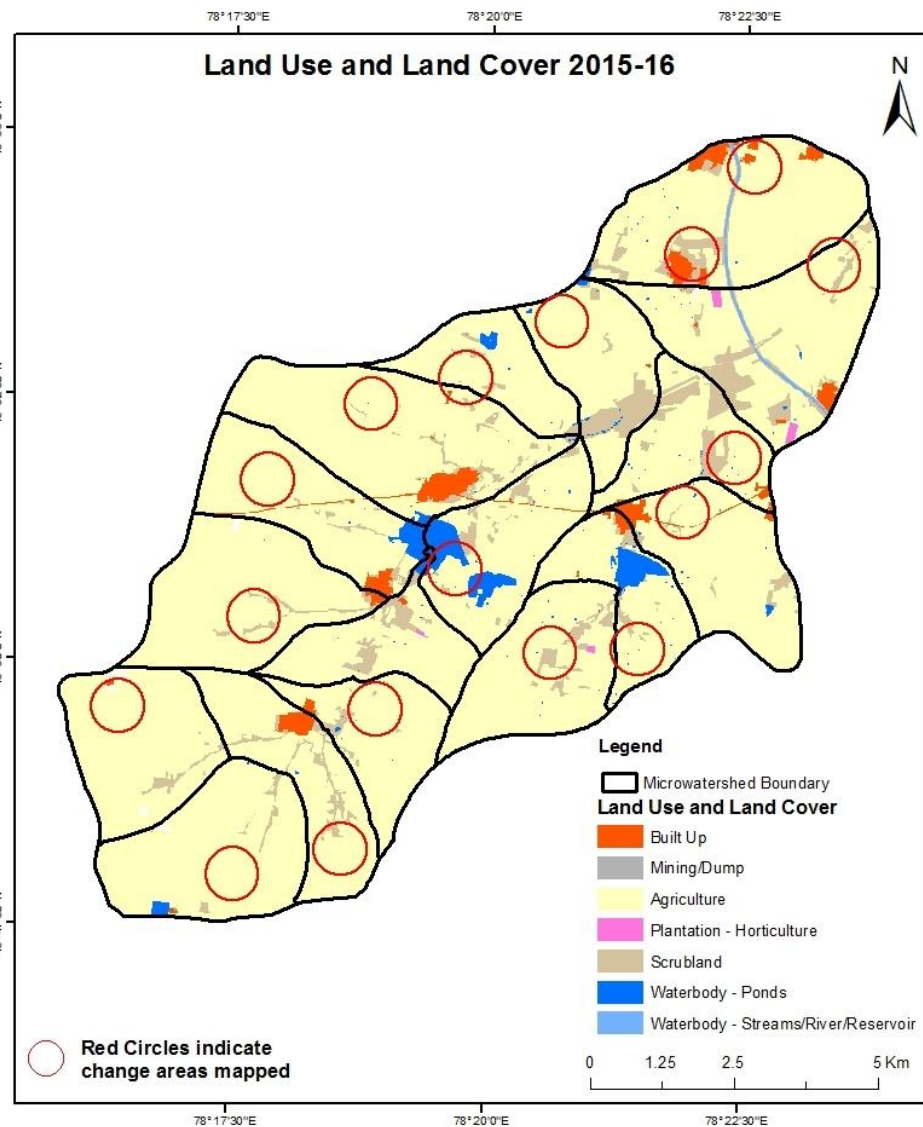 78°17'30"E 78°20'0"E 78°22'30"E
Land Use and Land Cover 2015-16
N
Legend
Microwatershed Boundary
Land Use and Land Cover
Built Up
Mining/Dump
Agriculture
Plantation - Horticulture
Scrubland
Waterbody - Ponds
Waterbody - Streams/River/Reservoir
Red Circles indicate
change areas mapped
0 1.25 2.5 5 Km
78°17'30"E 78°20'0"E 78°22'30"E